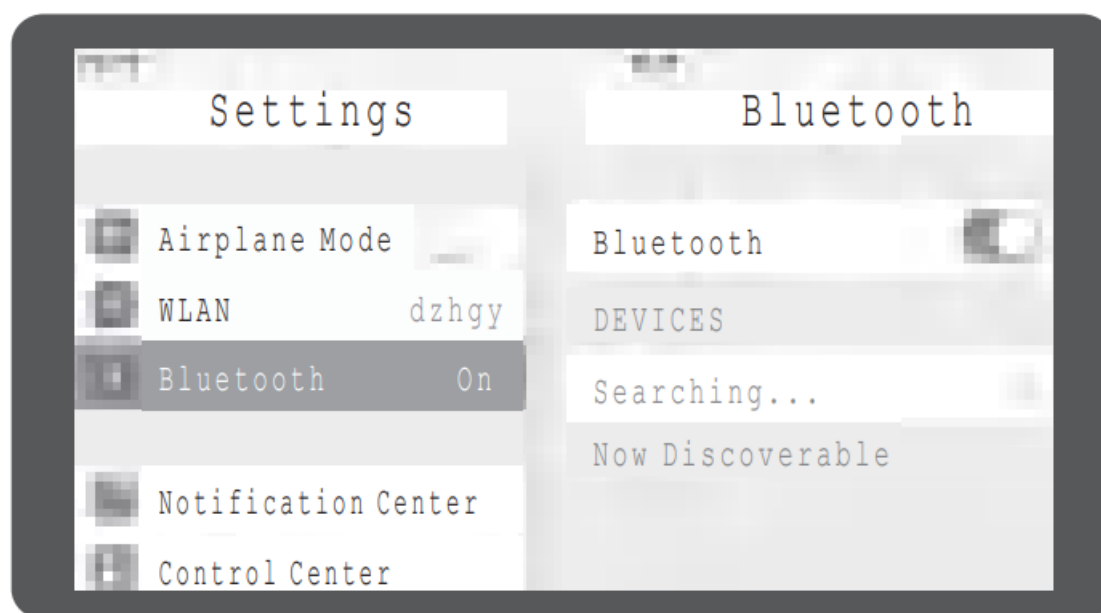 Settings
Airplane Mode
WLAN dzhgy
Bluetooth On
Notification Center
Control Center
Bluetooth
Bluetooth
DEVICES
Searching...
Now Discoverable